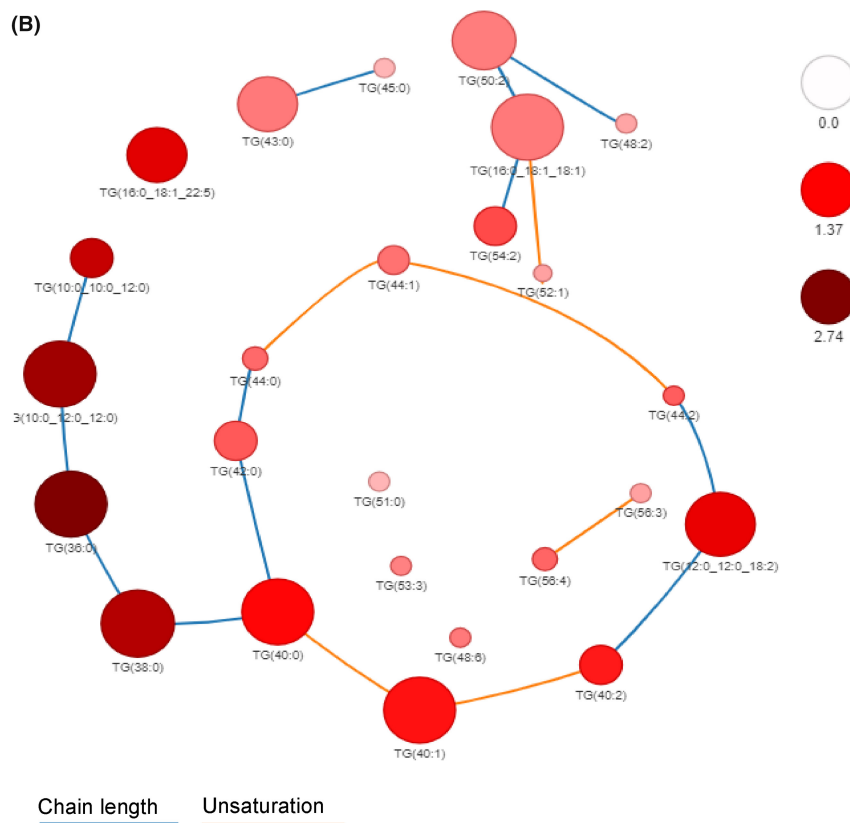 (B)
TG(45:0)
TG(50:2)
TG(43:0)
TG(48:2)
TG(16:0_18:1_18:1)
TG(16:0_18:1_22:5)
TG(54:2)
TG(10:0_10:0_12:0)
TG(44:1)
TG(52:1)
TG(44:0)
TG(44:2)
G(10:0_12:0_12:0)
TG(42:0)
TG(51:0)
TG(56:3)
TG(36:0)
TG(12:0_12:0_18:2)
TG(53:3)
TG(56:4)
TG(40:0)
TG(48:6)
TG(38:0)
TG(40:2)
TG(40:1)
0.0
1.37
2.74
Chain length Unsaturation